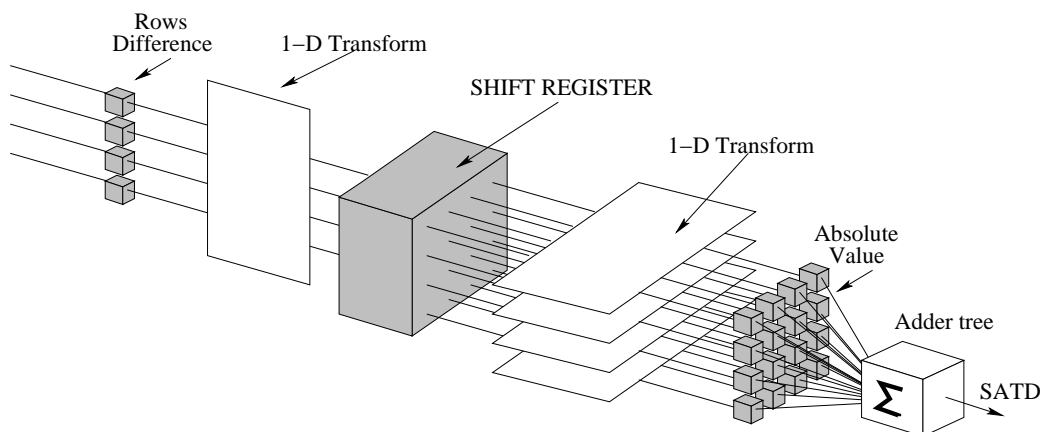 Rows
Difference
1−D Transform
SHIFT REGISTER
1−D Transform
Absolute
Value
Adder tree
Σ
SATD